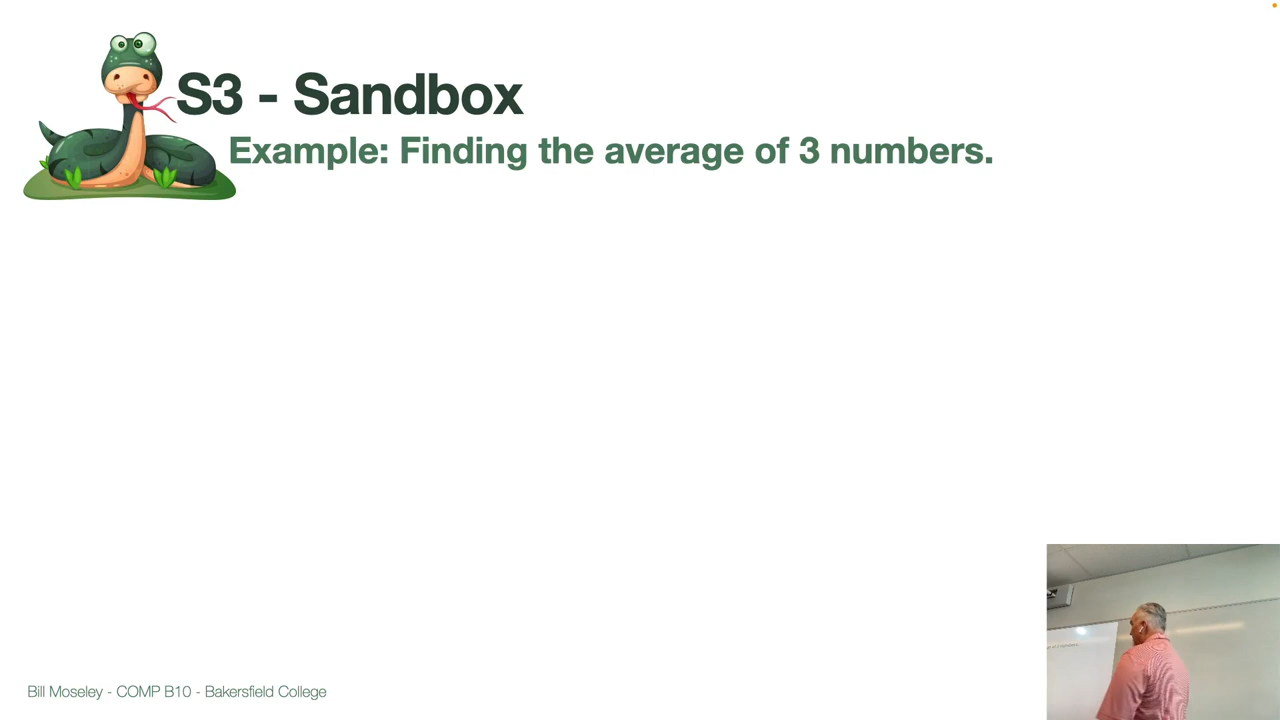 S3 - Sandbox
Example: Finding the average of 3 numbers.
Bill Moseley - COMP B10 - Bakersfield College